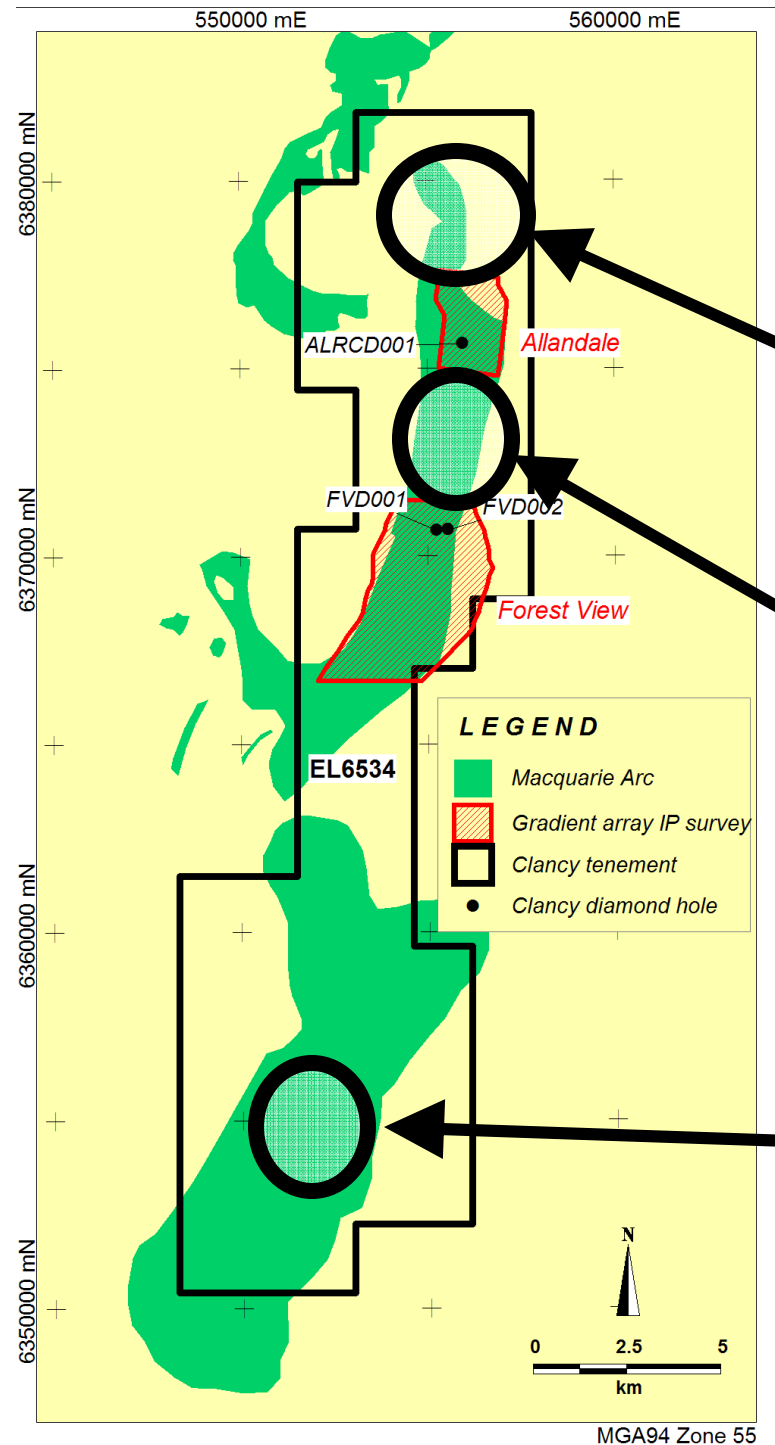 550000 mE
560000 mE
6380000 mN
ALRCD001
Allandale
FVD001
FVD002
6370000 mN
Forest View
LEGEND
EL6534
Macquarie Arc
Gradient array IP survey
Clancy tenement
Clancy diamond hole
6360000 mN
N
6350000 mN
0 2.5 5
km
MGA94 Zone 55